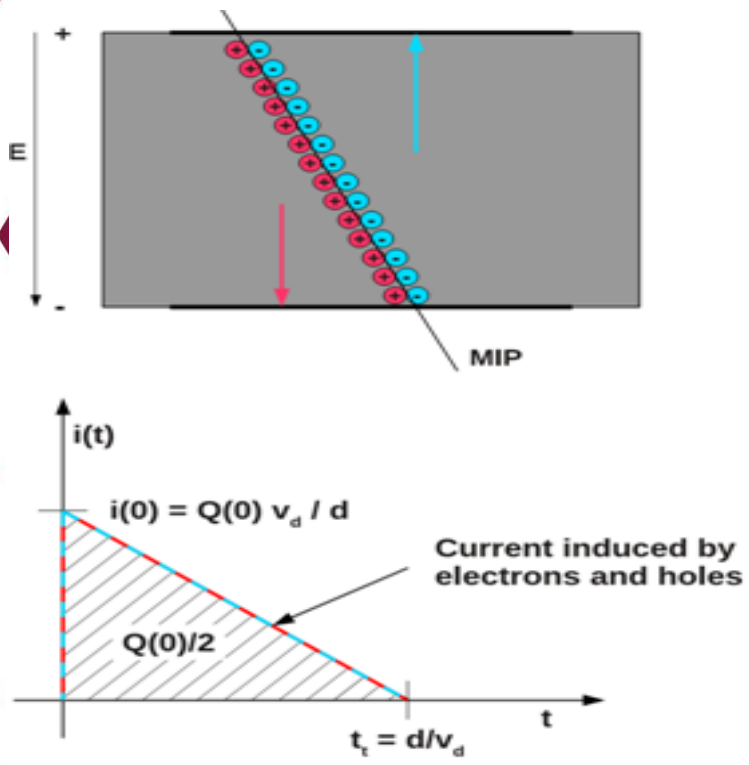 +
E
-
MIP
i(t)
i(0) = Q(0) v_d / d
Current induced by
electrons and holes
Q(0)/2
t
t_t = d/v_d